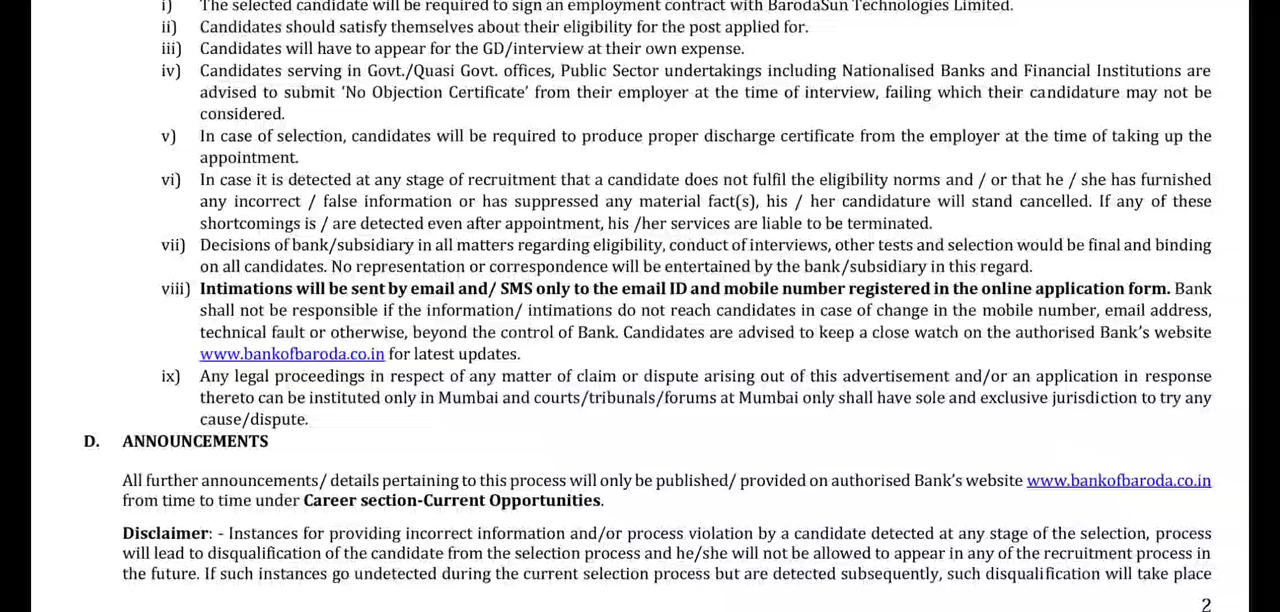 i) The selected candidate will be required to sign an employment contract with BarodaSun Technologies Limited.
ii) Candidates should satisfy themselves about their eligibility for the post applied for.
iii) Candidates will have to appear for the GD/interview at their own expense.
iv) Candidates serving in Govt./Quasi Govt. offices, Public Sector undertakings including Nationalised Banks and Financial Institutions are
advised to submit 'No Objection Certificate' from their employer at the time of interview, failing which their candidature may not be
considered.
v) In case of selection, candidates will be required to produce proper discharge certificate from the employer at the time of taking up the
appointment.
vi) In case it is detected at any stage of recruitment that a candidate does not fulfil the eligibility norms and / or that he / she has furnished
any incorrect / false information or has suppressed any material fact(s), his / her candidature will stand cancelled. If any of these
shortcomings is / are detected even after appointment, his /her services are liable to be terminated.
vii) Decisions of bank/subsidiary in all matters regarding eligibility, conduct of interviews, other tests and selection would be final and binding
on all candidates. No representation or correspondence will be entertained by the bank/subsidiary in this regard.
viii) Intimations will be sent by email and/ SMS only to the email ID and mobile number registered in the online application form. Bank
shall not be responsible if the information/ intimations do not reach candidates in case of change in the mobile number, email address,
technical fault or otherwise, beyond the control of Bank. Candidates are advised to keep a close watch on the authorised Bank's website
www.bankofbaroda.co.in for latest updates.
ix) Any legal proceedings in respect of any matter of claim or dispute arising out of this advertisement and/or an application in response
thereto can be instituted only in Mumbai and courts/tribunals/forums at Mumbai only shall have sole and exclusive jurisdiction to try any
cause/dispute.
D. ANNOUNCEMENTS
All further announcements/ details pertaining to this process will only be published/ provided on authorised Bank's website www.bankofbaroda.co.in
from time to time under Career section-Current Opportunities.
Disclaimer: - Instances for providing incorrect information and/or process violation by a candidate detected at any stage of the selection, process
will lead to disqualification of the candidate from the selection process and he/she will not be allowed to appear in any of the recruitment process in
the future. If such instances go undetected during the current selection process but are detected subsequently, such disqualification will take place
2